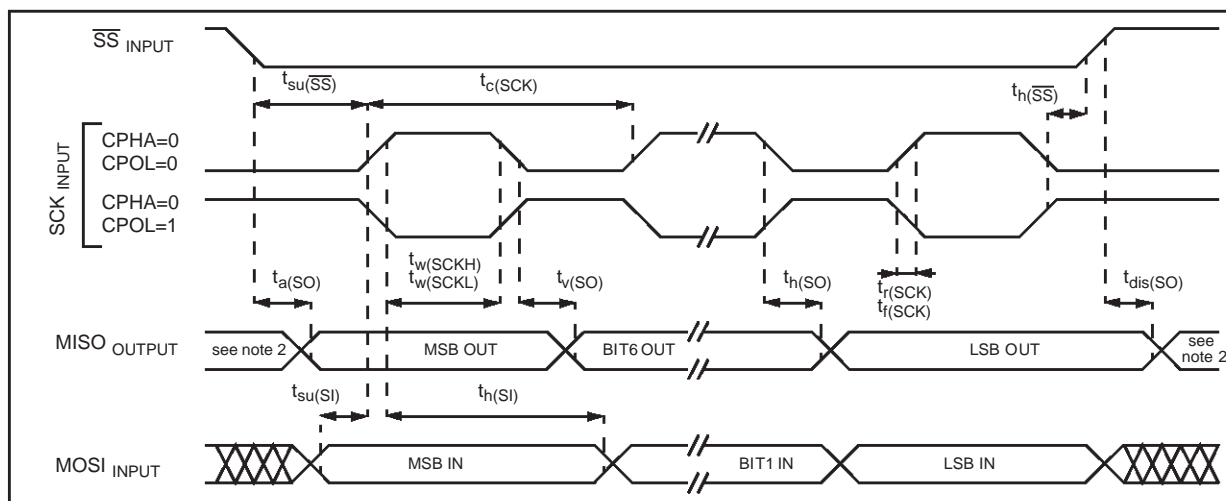 SS INPUT
tsu(SS)
tc(SCK)
th(SS)
SCK INPUT
CPHA=0
CPOL=0
CPHA=0
CPOL=1
ta(SO)
tw(SCKH)
tw(SCKL)
tv(SO)
th(SO)
tr(SCK)
tf(SCK)
tdis(SO)
MISO OUTPUT
see note 2
MSB OUT
BIT6 OUT
LSB OUT
see
note 2
tsu(SI)
th(SI)
MOSI INPUT
MSB IN
BIT1 IN
LSB IN